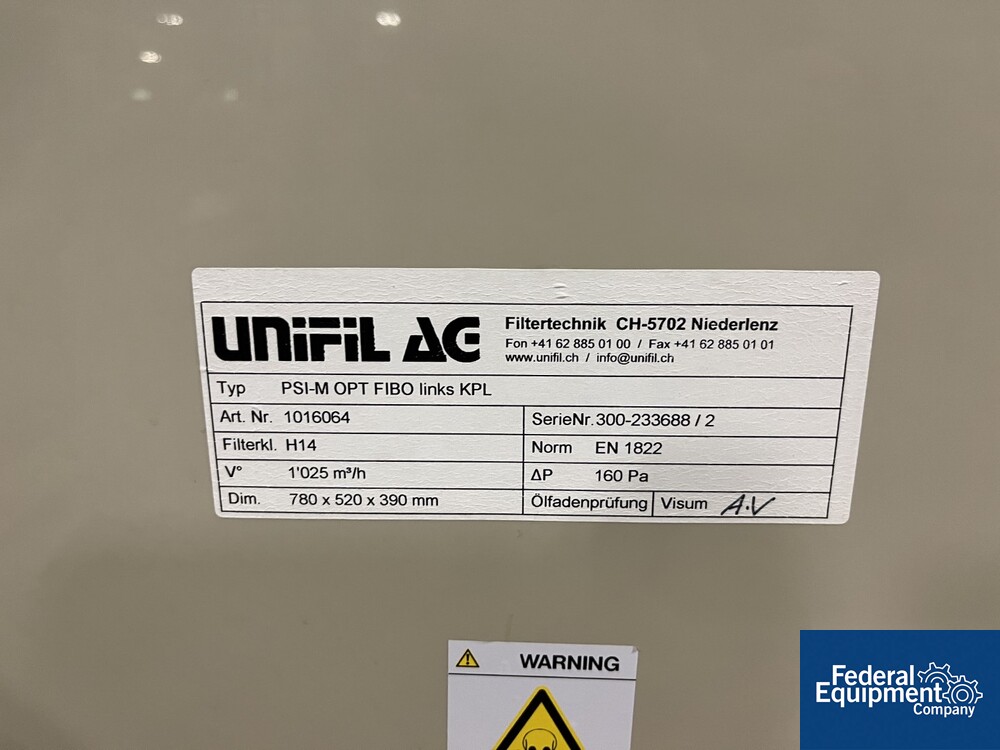 UNiFiL AG
Filtertechnik CH-5702 Niederlenz
Fon +41 62 885 01 00 / Fax +41 62 885 01 01
www.unifil.ch / info@unifil.ch
Typ PSI-M OPT FIBO links KPL
Art. Nr. 1016064 SerieNr. 300-233688 / 2
Filterkl. H14 Norm EN 1822
V° 1'025 m³/h ΔP 160 Pa
Dim. 780 x 520 x 390 mm Ölfadenprüfung Visum A.V
WARNING
Federal
Equipment
Company